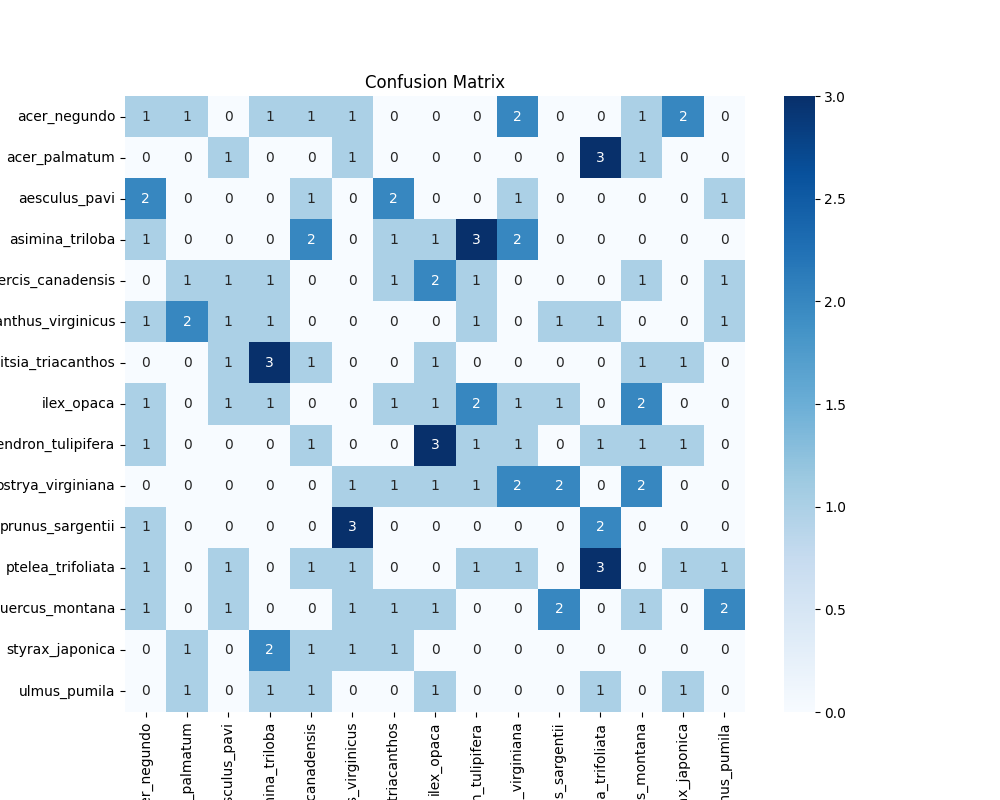 Confusion Matrix
acer_negundo 1 1 0 1 1 1 0 0 0 2 0 0 1 2 0
acer_palmatum 0 0 1 0 0 1 0 0 0 0 0 3 1 0 0
aesculus_pavi 2 0 0 0 1 0 2 0 0 1 0 0 0 0 1
asimina_triloba 1 0 0 0 2 0 1 1 3 2 0 0 0 0 0
ercis_canadensis 0 1 1 1 0 0 1 2 1 0 0 0 1 0 1
anthus_virginicus 1 2 1 1 0 0 0 0 1 0 1 1 0 0 1
itsia_triacanthos 0 0 1 3 1 0 0 1 0 0 0 0 1 1 0
ilex_opaca 1 0 1 1 0 0 1 1 2 1 1 0 2 0 0
endron_tulipifera 1 0 0 0 1 0 0 3 1 1 0 1 1 1 0
ostrya_virginiana 0 0 0 0 0 1 1 1 1 2 2 0 2 0 0
prunus_sargentii 1 0 0 0 0 3 0 0 0 0 0 2 0 0 0
ptelea_trifoliata 1 0 1 0 1 1 0 0 1 1 0 3 0 1 1
uercus_montana 1 0 1 0 0 1 1 1 0 0 2 0 1 0 2
styrax_japonica 0 1 0 2 1 1 1 0 0 0 0 0 0 0 0
ulmus_pumila 0 1 0 1 1 0 0 1 0 0 0 1 0 1 0
er_negundo
_palmatum
sculus_pavi
mina_triloba
canadensis
s_virginicus
triacanthos
ilex_opaca
n_tulipifera
_virginiana
s_sargentii
a_trifoliata
s_montana
ax_japonica
nus_pumila
3.0
2.5
2.0
1.5
1.0
0.5
0.0